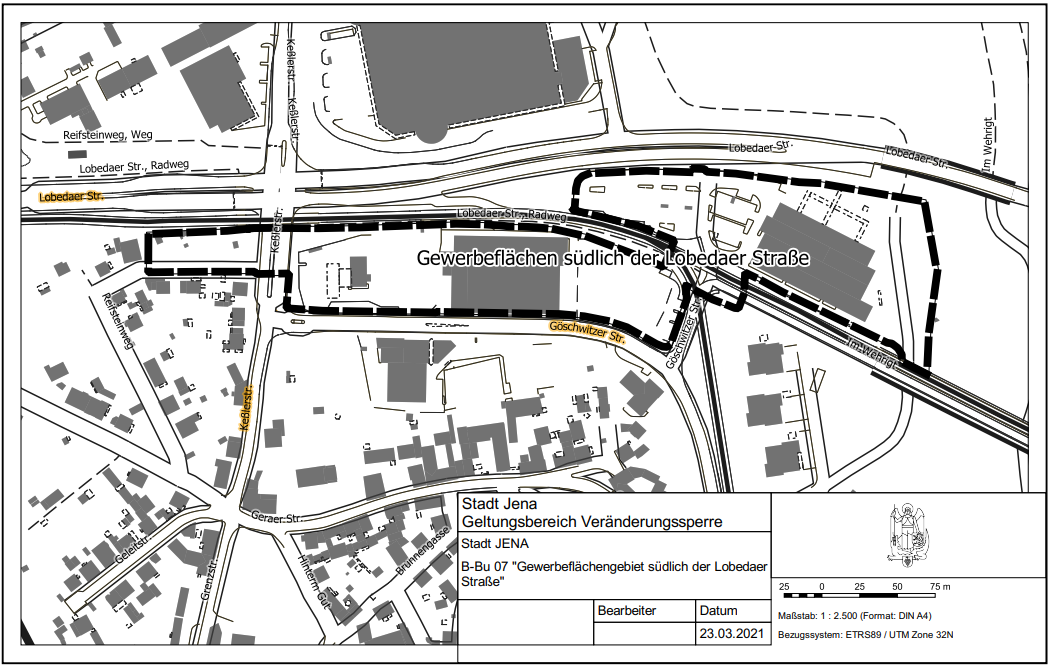 Keßlerstr.
Keßlerstr.
Reifsteinweg, Weg
Lobedaer Str., Radweg
Lobedaer Str.
Lobedaer Str.
Lobedaer Str.
Im Wehrigt
Lobedaer Str., Radweg
Keßlerstr.
Gewerbeflächen südlich der Lobedaer Straße
Reifsteinweg
Göschwitzer Str.
Göschwitzer Str.
Im Wehrigt
Keßlerstr.
Geraer Str.
Geleitstr.
Grenzstr.
Hinterm Gut
Brunnengasse
Stadt Jena
Geltungsbereich Veränderungssperre
Stadt JENA
B-Bu 07 "Gewerbeflächengebiet südlich der Lobedaer
Straße"
Bearbeiter
Datum
23.03.2021
25 0 25 50 75 m
Maßstab: 1 : 2.500 (Format: DIN A4)
Bezugssystem: ETRS89 / UTM Zone 32N